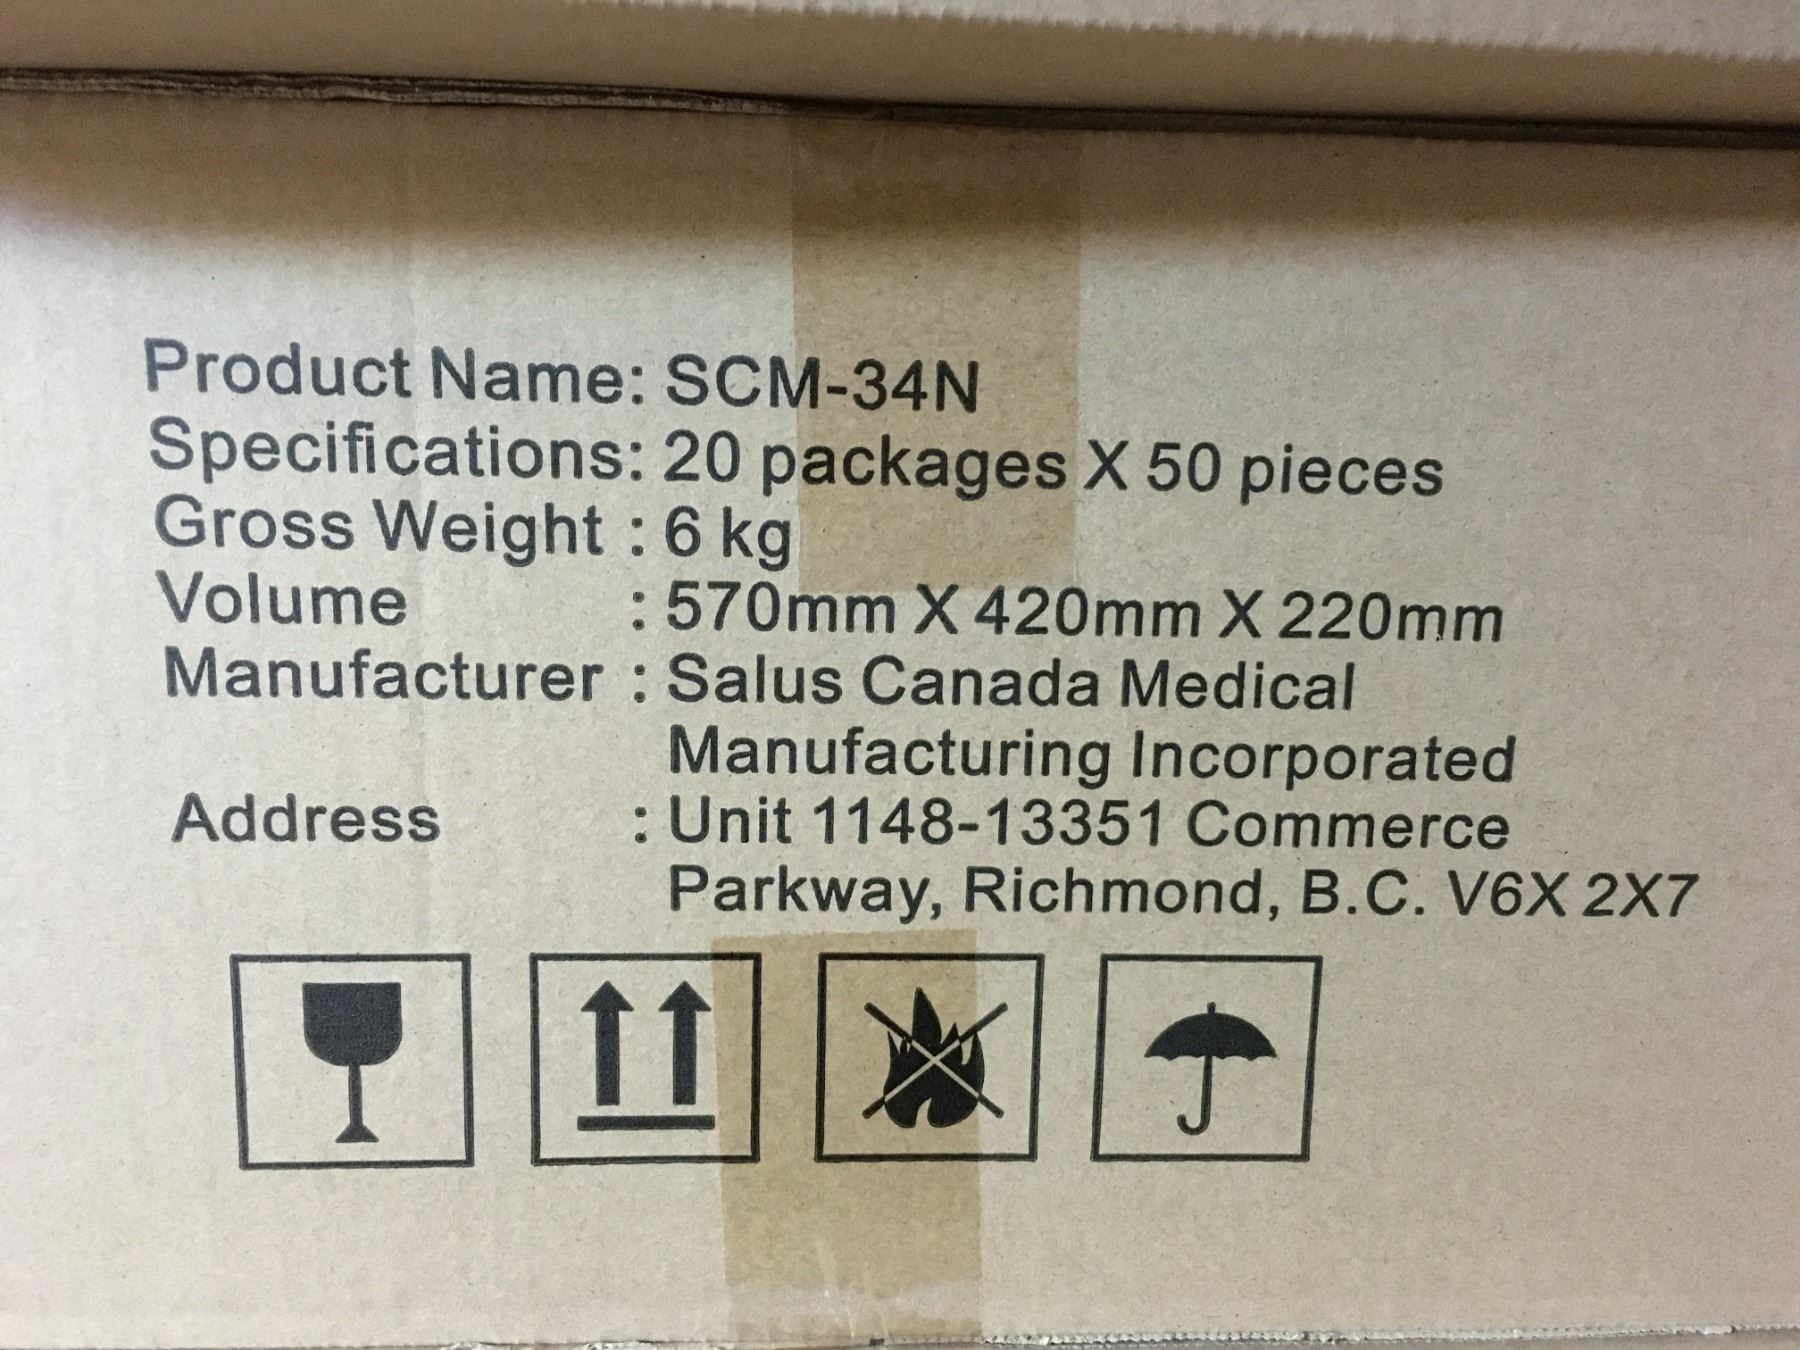 Product Name: SCM-34N
Specifications: 20 packages X 50 pieces
Gross Weight : 6 kg
Volume : 570mm X 420mm X 220mm
Manufacturer : Salus Canada Medical
Manufacturing Incorporated
Address : Unit 1148-13351 Commerce
Parkway, Richmond, B.C. V6X 2X7